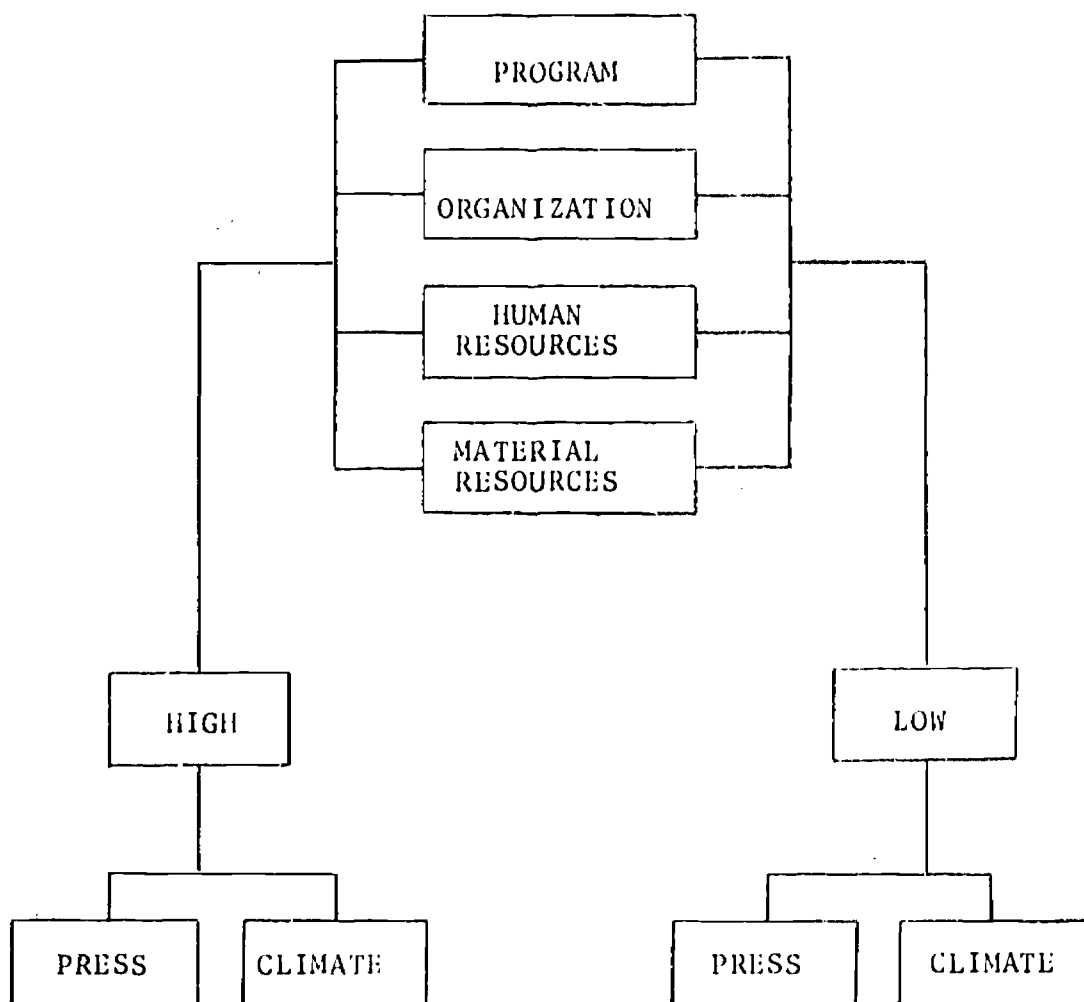 PROGRAM
ORGANIZATION
HUMAN
RESOURCES
MATERIAL
RESOURCES
HIGH
LOW
PRESS
CLIMATE
PRESS
CLIMATE